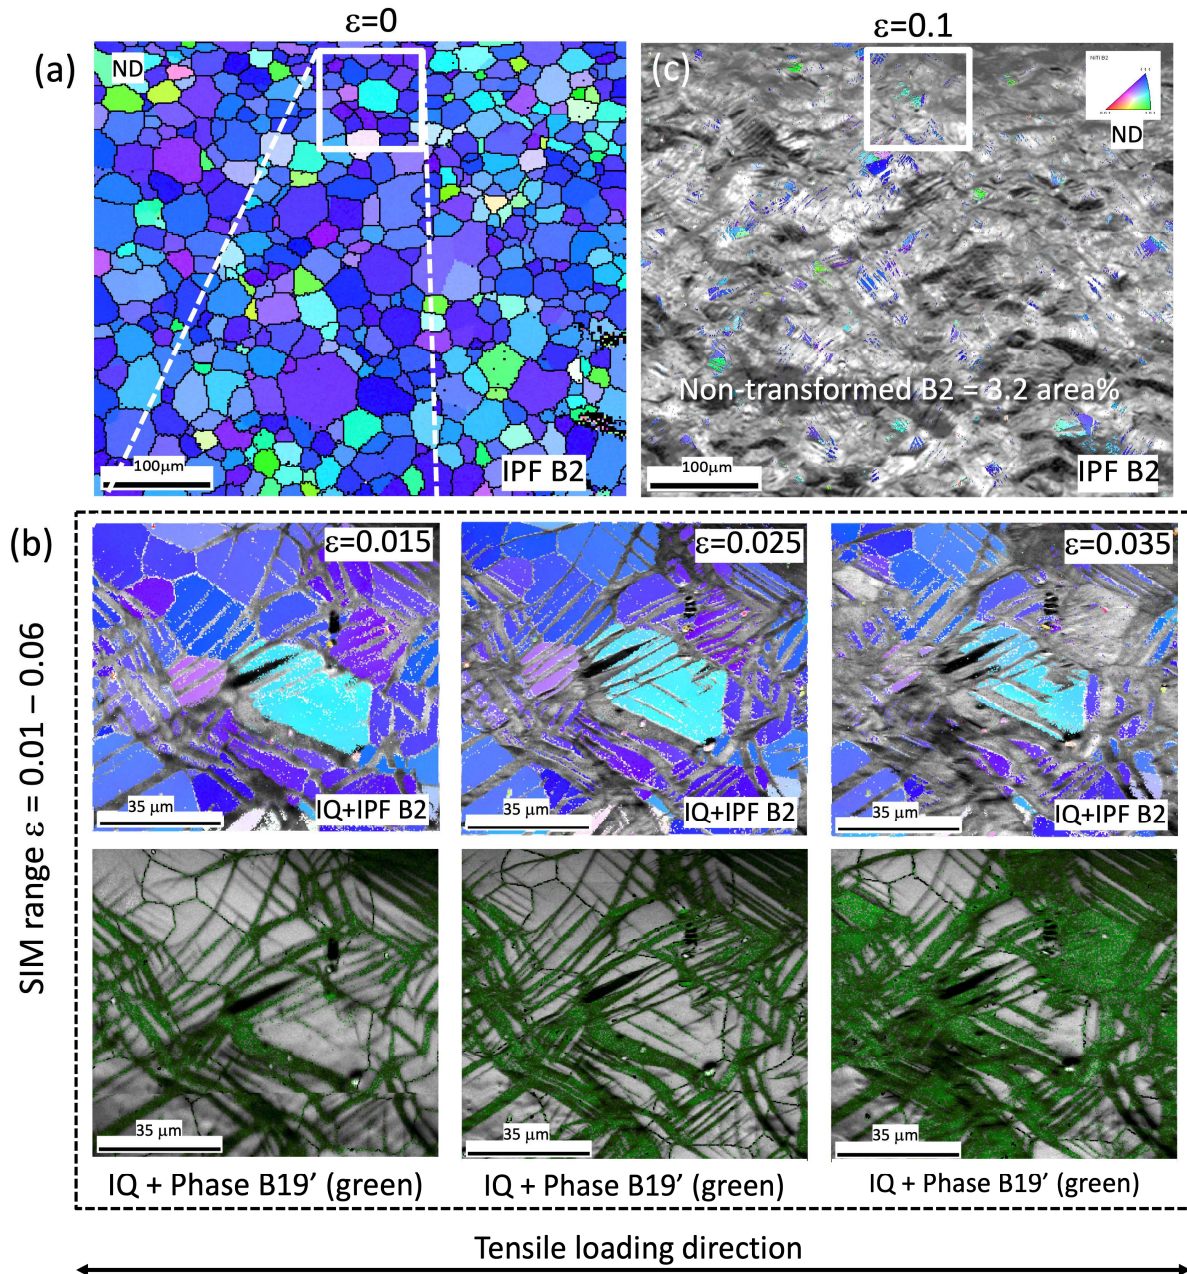 ε=0
ε=0.1
(a)
ND
(c)
NiTi B2
1 1 1
ND
Non-transformed B2 = 3.2 area%
100μm
IPF B2
100μm
IPF B2
(b)
SIM range ε = 0.01 – 0.06
ε=0.015
ε=0.025
ε=0.035
35 μm
IQ+IPF B2
35 μm
IQ+IPF B2
35 μm
IQ+IPF B2
35 μm
35 μm
35 μm
IQ + Phase B19’ (green)
IQ + Phase B19’ (green)
IQ + Phase B19’ (green)
Tensile loading direction